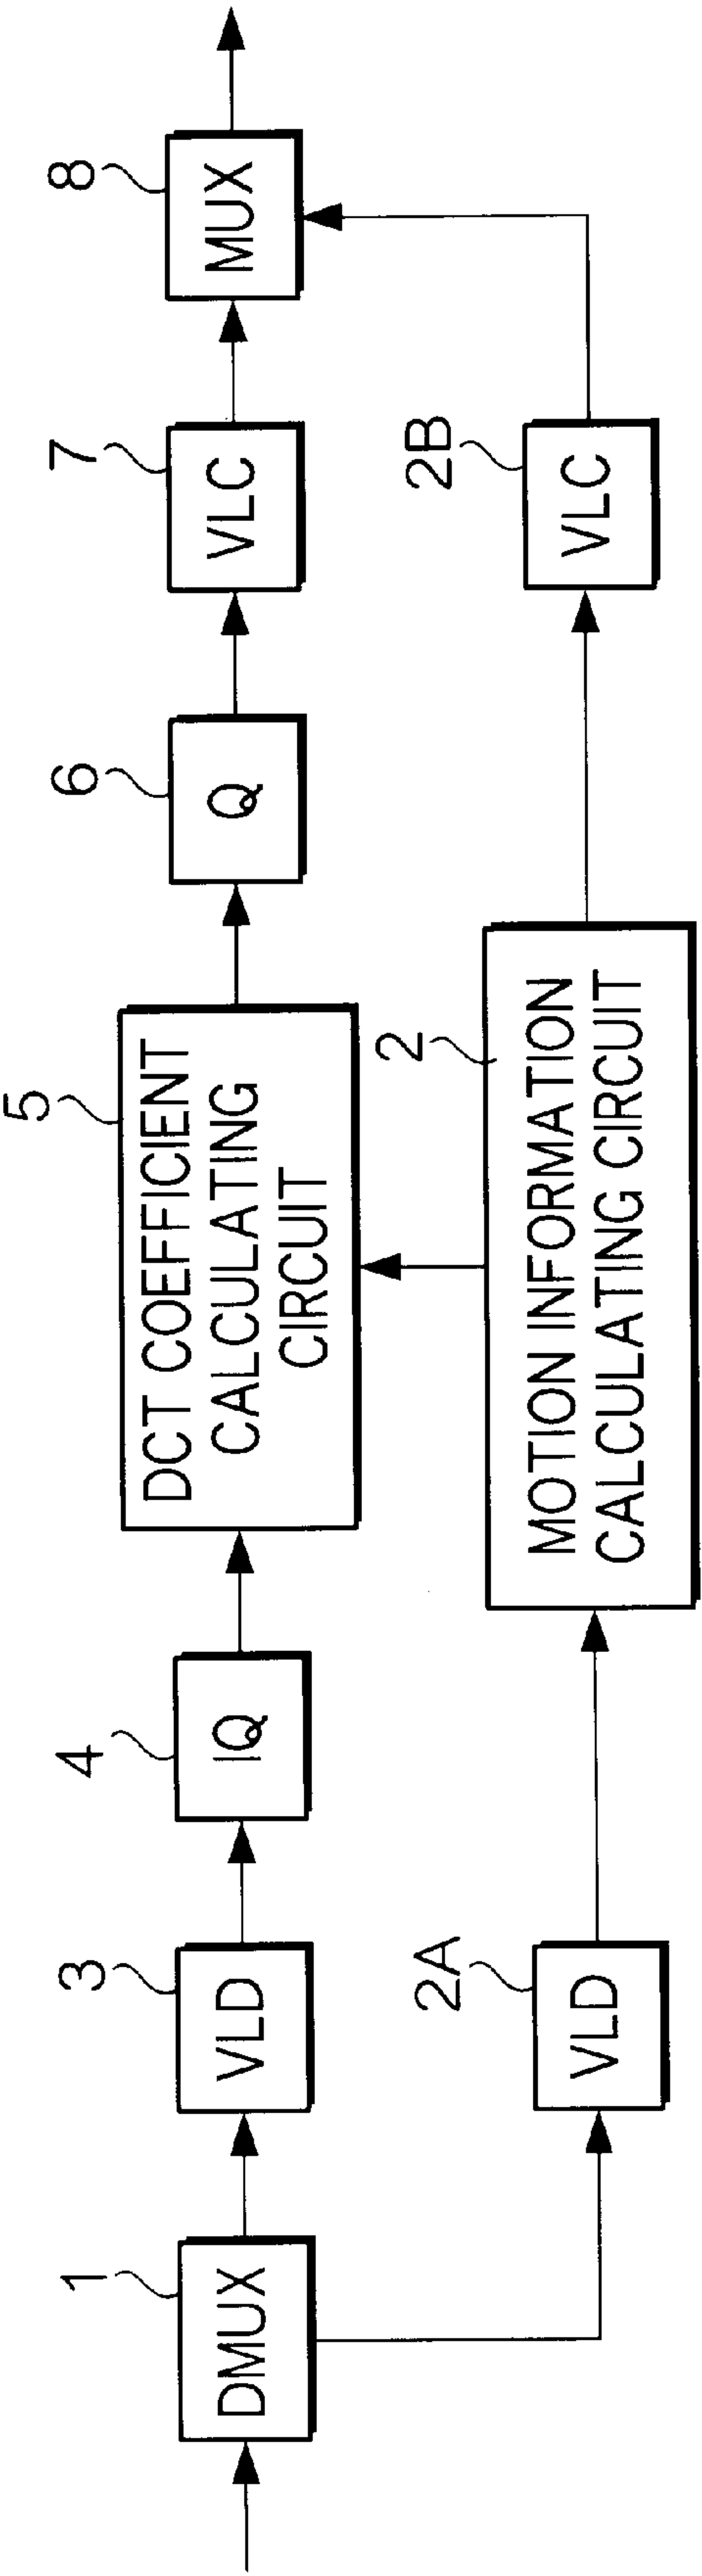 1
DMUX
3
VLD
4
IQ
5
DCT COEFFICIENT
CALCULATING
CIRCUIT
6
Q
7
VLC
8
MUX
2A
VLD
2
MOTION INFORMATION
CALCULATING CIRCUIT
2B
VLC